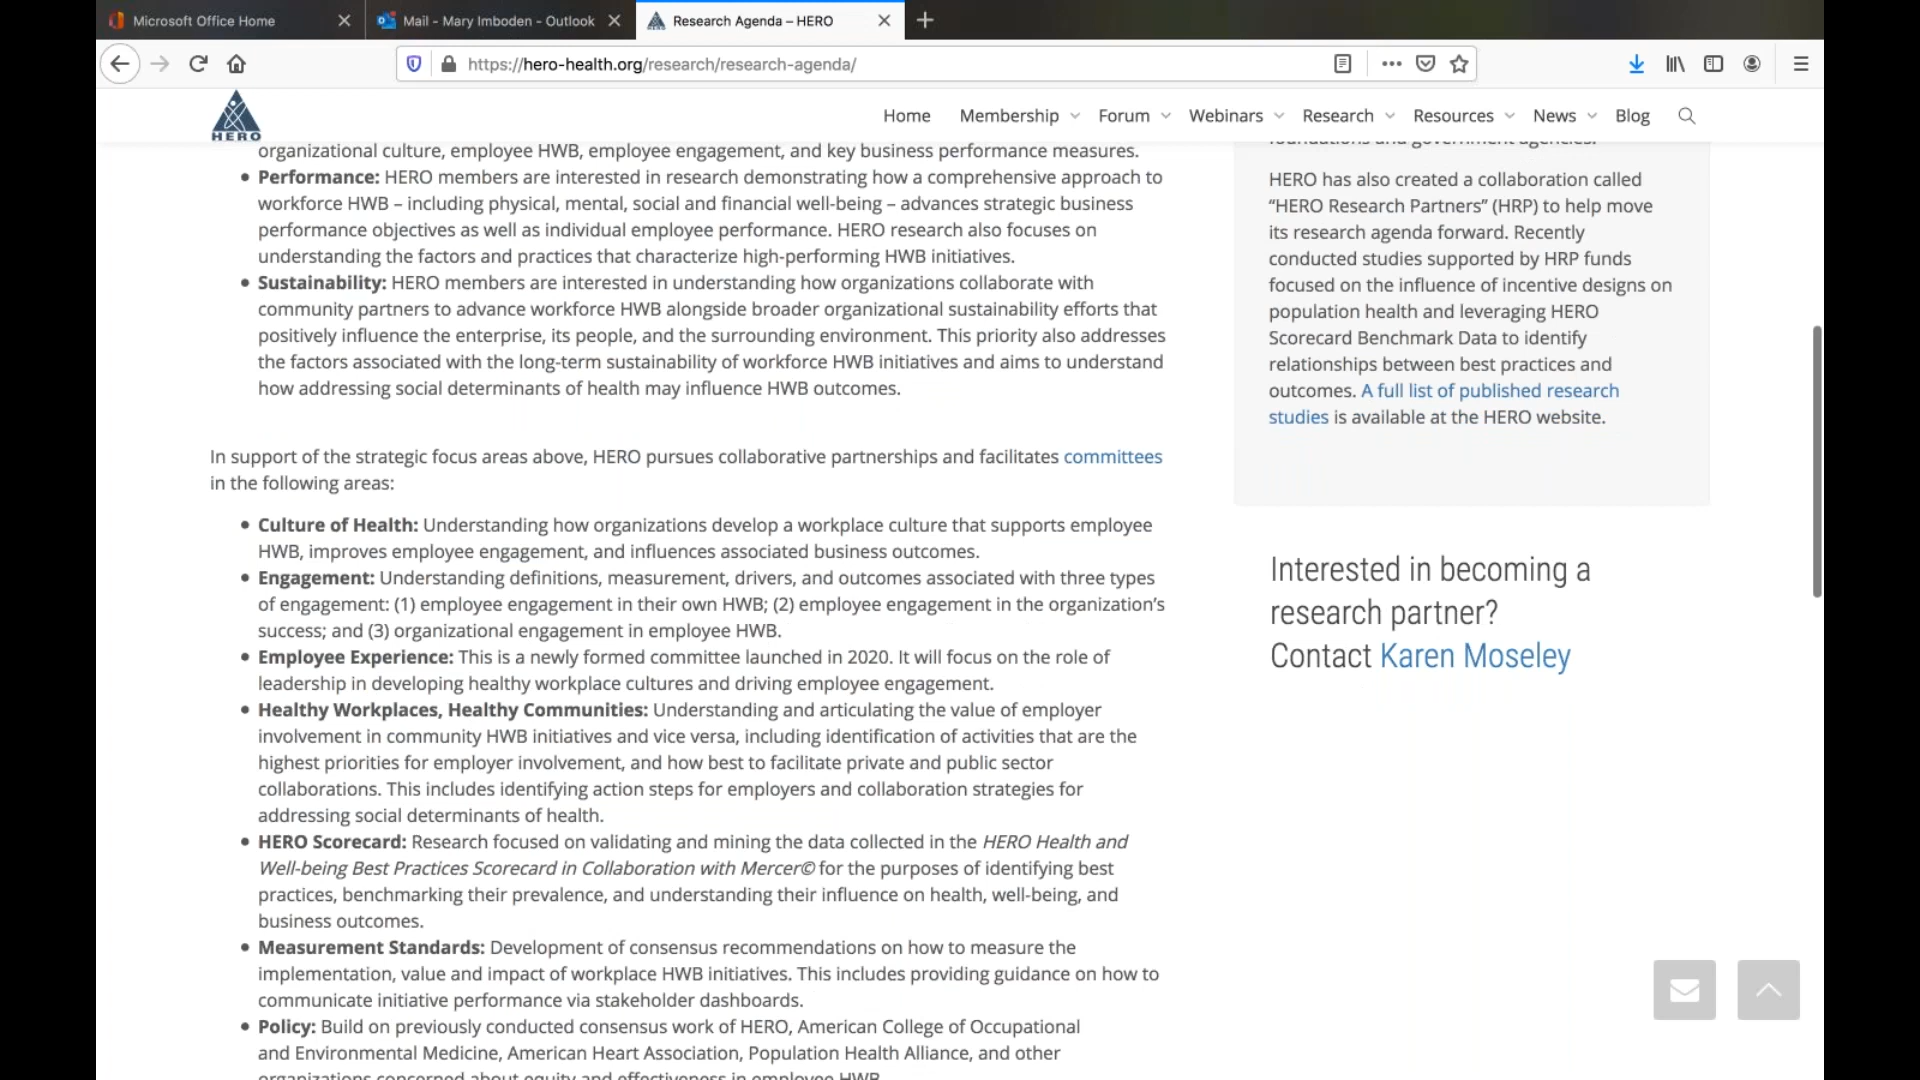 Microsoft Office Home
Mail - Mary Imboden - Outlook
Research Agenda – HERO
https://hero-health.org/research/research-agenda/
HERO
Home Membership Forum Webinars Research Resources News Blog
organizational culture, employee HWB, employee engagement, and key business performance measures.
• Performance: HERO members are interested in research demonstrating how a comprehensive approach to
workforce HWB – including physical, mental, social and financial well-being – advances strategic business
performance objectives as well as individual employee performance. HERO research also focuses on
understanding the factors and practices that characterize high-performing HWB initiatives.
• Sustainability: HERO members are interested in understanding how organizations collaborate with
community partners to advance workforce HWB alongside broader organizational sustainability efforts that
positively influence the enterprise, its people, and the surrounding environment. This priority also addresses
the factors associated with the long-term sustainability of workforce HWB initiatives and aims to understand
how addressing social determinants of health may influence HWB outcomes.
In support of the strategic focus areas above, HERO pursues collaborative partnerships and facilitates committees
in the following areas:
• Culture of Health: Understanding how organizations develop a workplace culture that supports employee
HWB, improves employee engagement, and influences associated business outcomes.
• Engagement: Understanding definitions, measurement, drivers, and outcomes associated with three types
of engagement: (1) employee engagement in their own HWB; (2) employee engagement in the organization's
success; and (3) organizational engagement in employee HWB.
• Employee Experience: This is a newly formed committee launched in 2020. It will focus on the role of
leadership in developing healthy workplace cultures and driving employee engagement.
• Healthy Workplaces, Healthy Communities: Understanding and articulating the value of employer
involvement in community HWB initiatives and vice versa, including identification of activities that are the
highest priorities for employer involvement, and how best to facilitate private and public sector
collaborations. This includes identifying action steps for employers and collaboration strategies for
addressing social determinants of health.
• HERO Scorecard: Research focused on validating and mining the data collected in the HERO Health and
Well-being Best Practices Scorecard in Collaboration with Mercer© for the purposes of identifying best
practices, benchmarking their prevalence, and understanding their influence on health, well-being, and
business outcomes.
• Measurement Standards: Development of consensus recommendations on how to measure the
implementation, value and impact of workplace HWB initiatives. This includes providing guidance on how to
communicate initiative performance via stakeholder dashboards.
• Policy: Build on previously conducted consensus work of HERO, American College of Occupational
and Environmental Medicine, American Heart Association, Population Health Alliance, and other
organizations concerned about equity and effectiveness in employee HWB.
foundations and government agencies.
HERO has also created a collaboration called
“HERO Research Partners” (HRP) to help move
its research agenda forward. Recently
conducted studies supported by HRP funds
focused on the influence of incentive designs on
population health and leveraging HERO
Scorecard Benchmark Data to identify
relationships between best practices and
outcomes. A full list of published research
studies is available at the HERO website.
Interested in becoming a
research partner?
Contact Karen Moseley